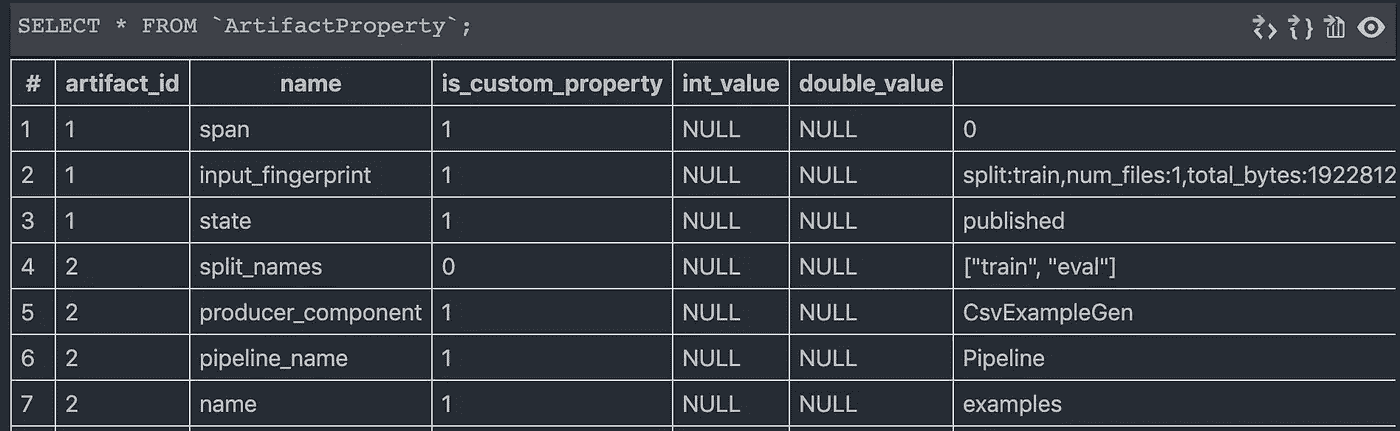 SELECT * FROM `ArtifactProperty`;
# artifact_id name is_custom_property int_value double_value
1 1 span 1 NULL NULL 0
2 1 input_fingerprint 1 NULL NULL split:train,num_files:1,total_bytes:1922812
3 1 state 1 NULL NULL published
4 2 split_names 0 NULL NULL ["train", "eval"]
5 2 producer_component 1 NULL NULL CsvExampleGen
6 2 pipeline_name 1 NULL NULL Pipeline
7 2 name 1 NULL NULL examples